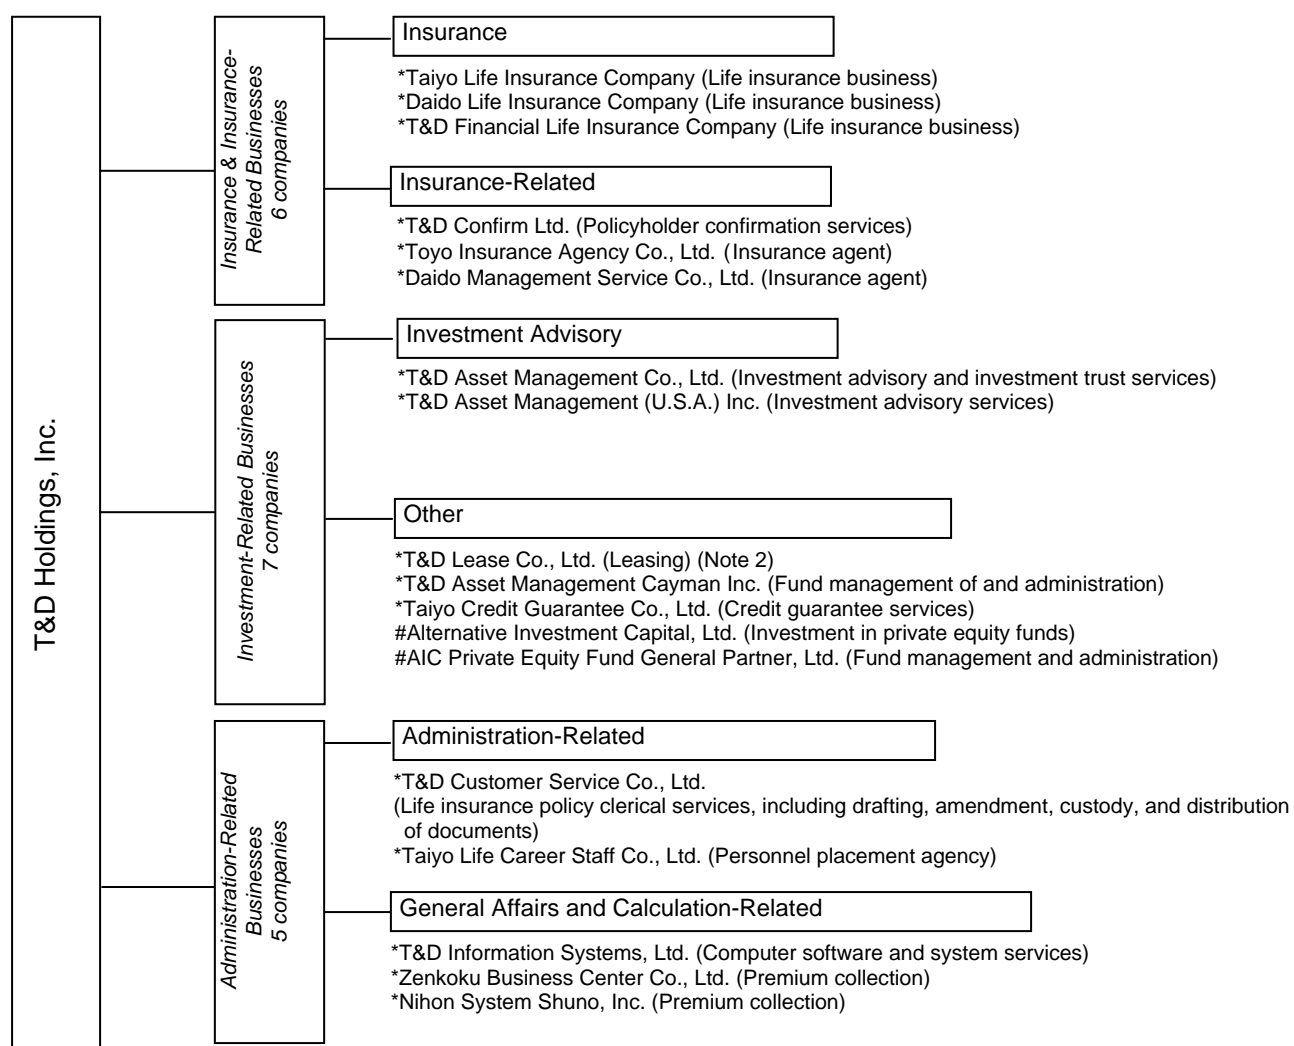 T&D Holdings, Inc.
Insurance & Insurance-
Related Businesses
6 companies
Insurance
*Taiyo Life Insurance Company (Life insurance business)
*Daido Life Insurance Company (Life insurance business)
*T&D Financial Life Insurance Company (Life insurance business)
Insurance-Related
*T&D Confirm Ltd. (Policyholder confirmation services)
*Toyo Insurance Agency Co., Ltd. (Insurance agent)
*Daido Management Service Co., Ltd. (Insurance agent)
Investment-Related Businesses
7 companies
Investment Advisory
*T&D Asset Management Co., Ltd. (Investment advisory and investment trust services)
*T&D Asset Management (U.S.A.) Inc. (Investment advisory services)
Other
*T&D Lease Co., Ltd. (Leasing) (Note 2)
*T&D Asset Management Cayman Inc. (Fund management of and administration)
*Taiyo Credit Guarantee Co., Ltd. (Credit guarantee services)
#Alternative Investment Capital, Ltd. (Investment in private equity funds)
#AIC Private Equity Fund General Partner, Ltd. (Fund management and administration)
Administration-Related
Businesses
5 companies
Administration-Related
*T&D Customer Service Co., Ltd.
(Life insurance policy clerical services, including drafting, amendment, custody, and distribution
of documents)
*Taiyo Life Career Staff Co., Ltd. (Personnel placement agency)
General Affairs and Calculation-Related
*T&D Information Systems, Ltd. (Computer software and system services)
*Zenkoku Business Center Co., Ltd. (Premium collection)
*Nihon System Shuno, Inc. (Premium collection)